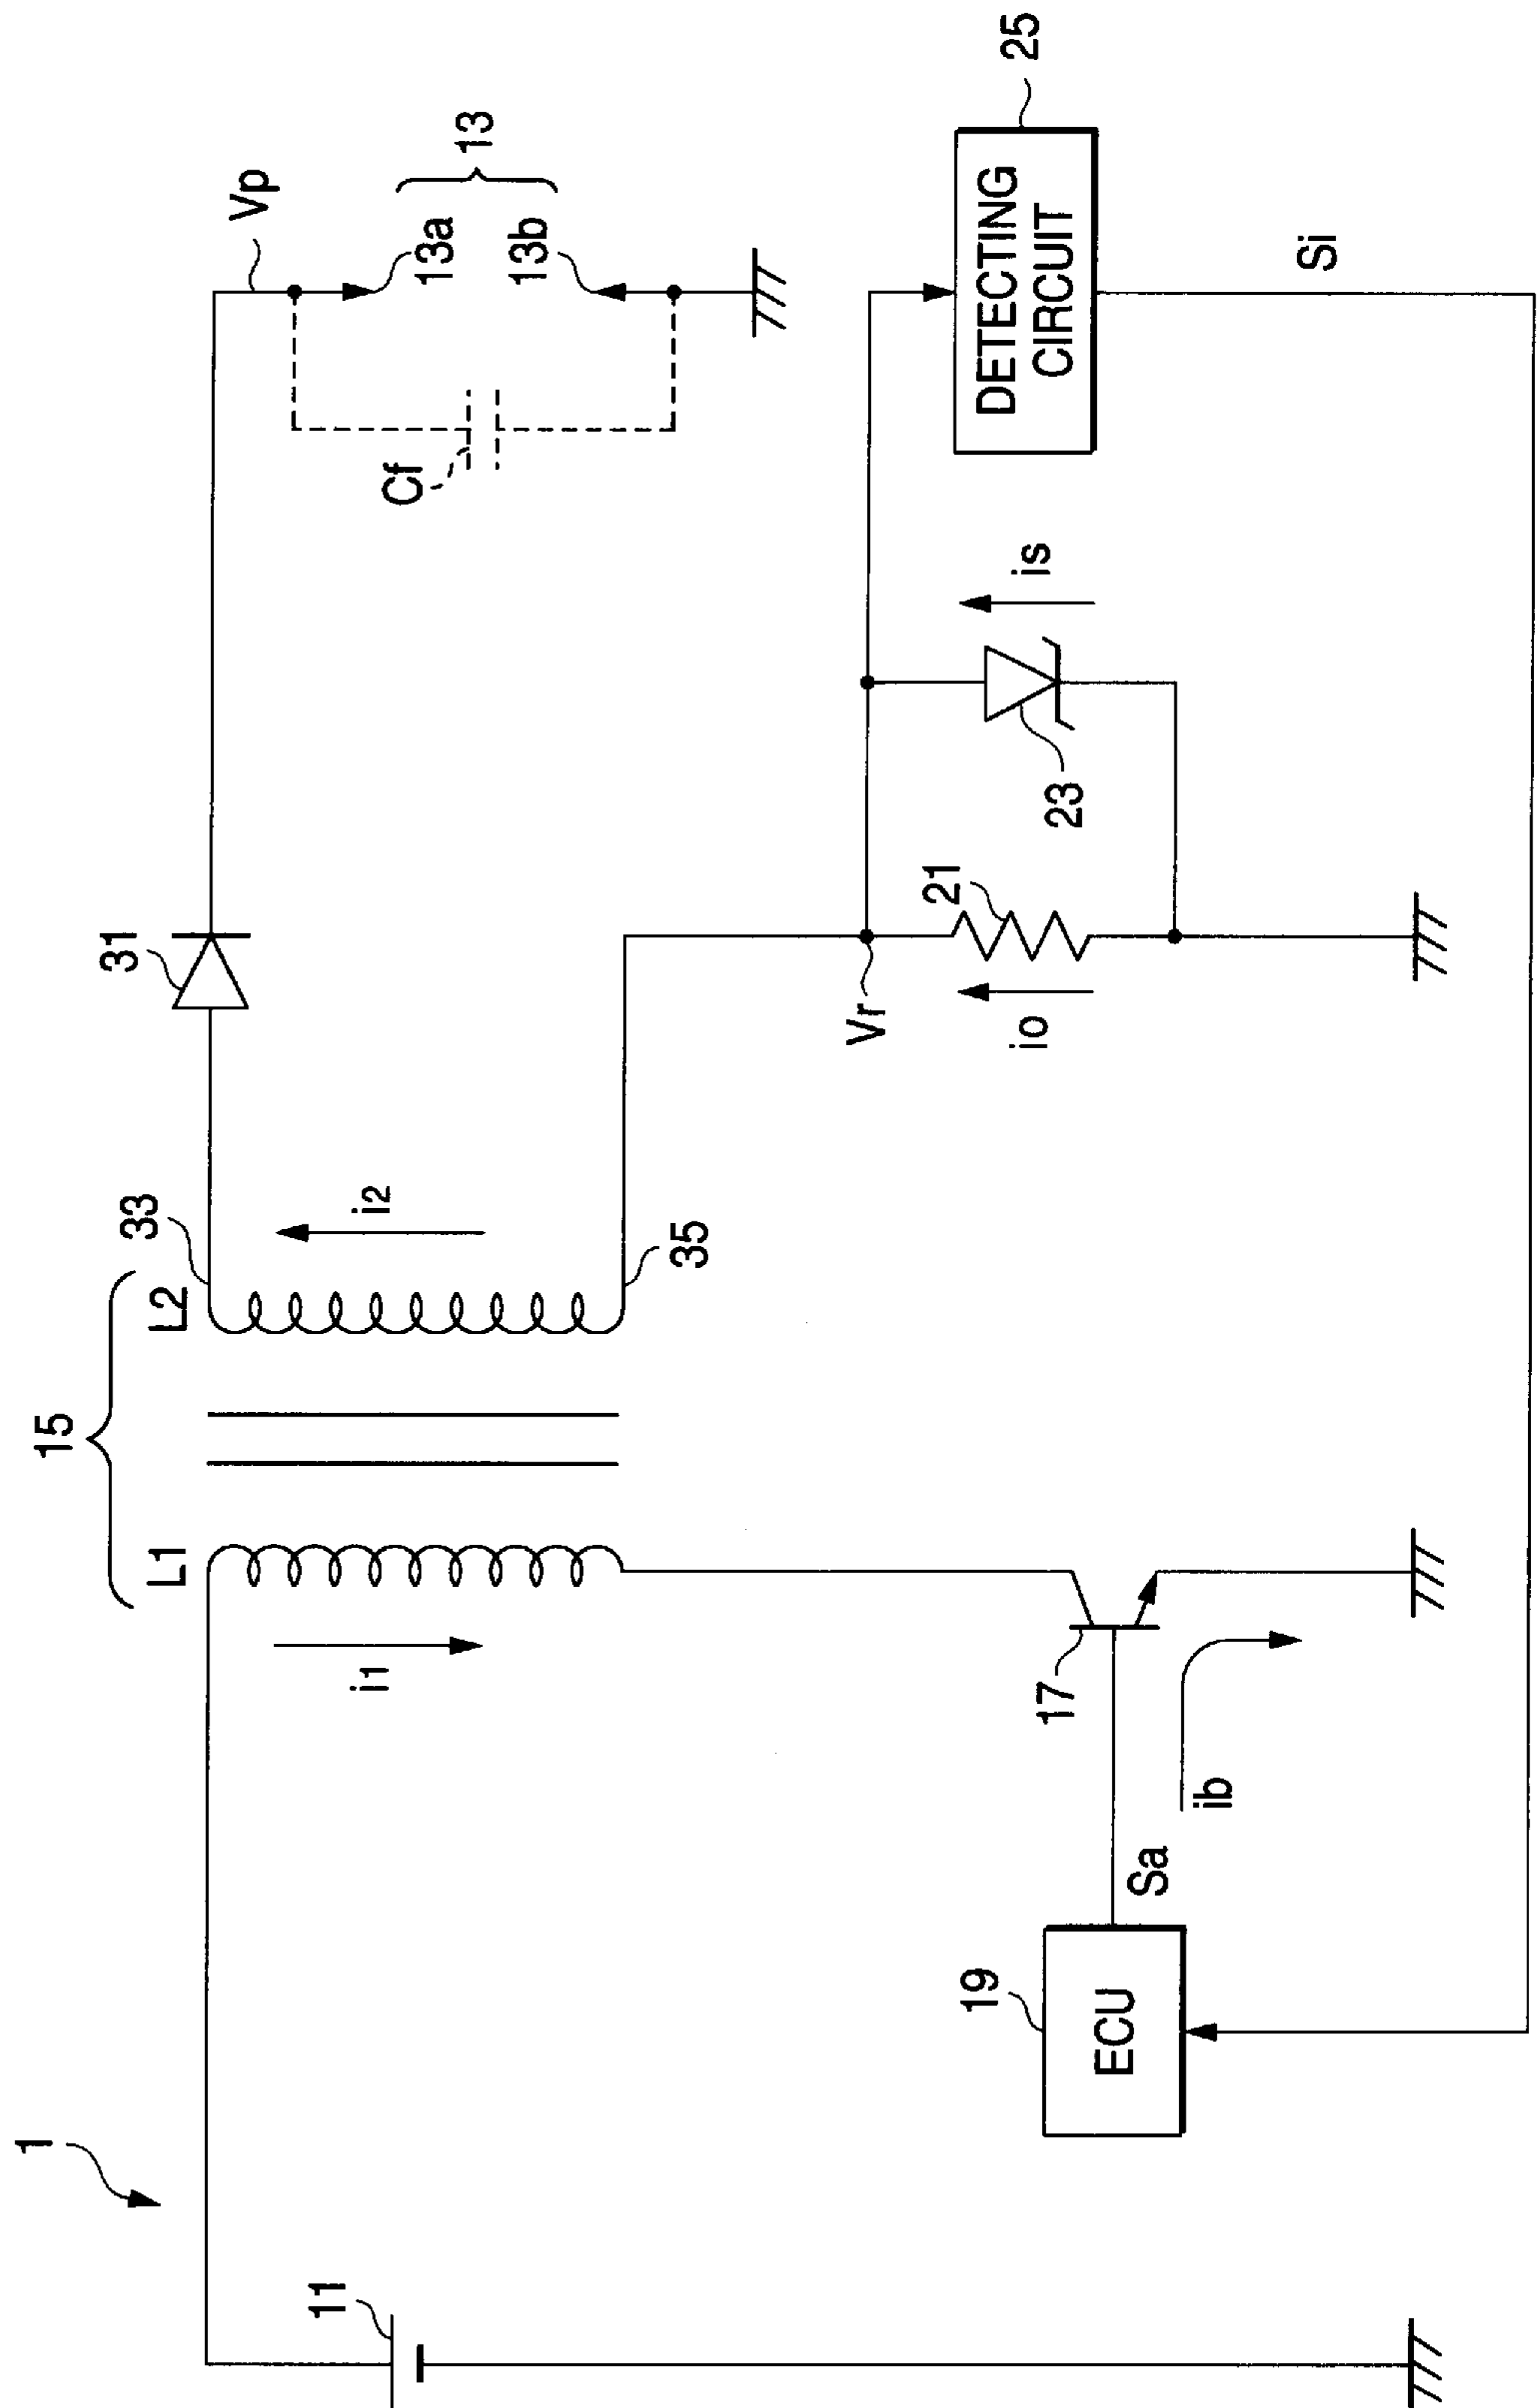 1
11
15
L1
L2
33
31
Vp
13a
13
13b
Cf
i1
i2
35
Vr
21
io
23
is
DETECTING
CIRCUIT
25
Si
17
ib
Sa
19
ECU